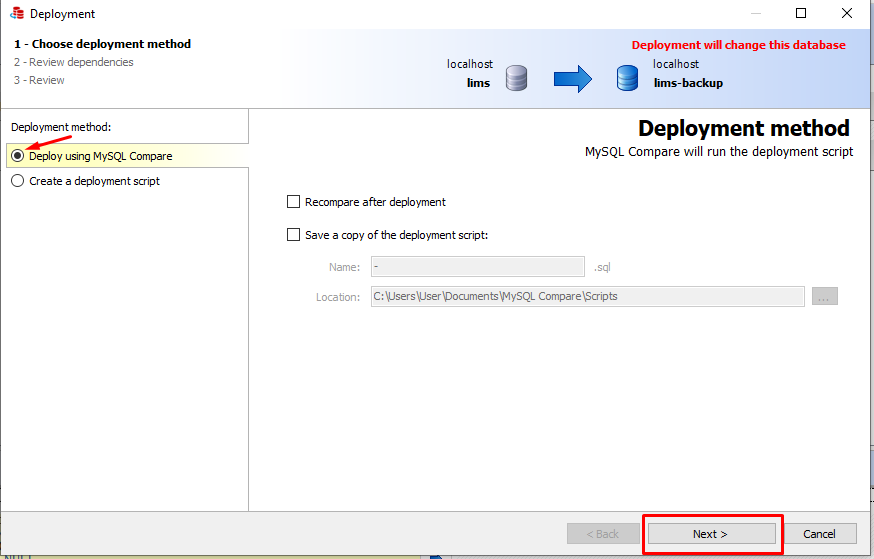 Deployment
1 - Choose deployment method
2 - Review dependencies
3 - Review
Deployment will change this database
localhost
lims
localhost
lims-backup
Deployment method:
Deploy using MySQL Compare
Create a deployment script
Deployment method
MySQL Compare will run the deployment script
Recompare after deployment
Save a copy of the deployment script:
Name: - .sql
Location: C:\Users\User\Documents\MySQL Compare\Scripts ...
< Back Next > Cancel